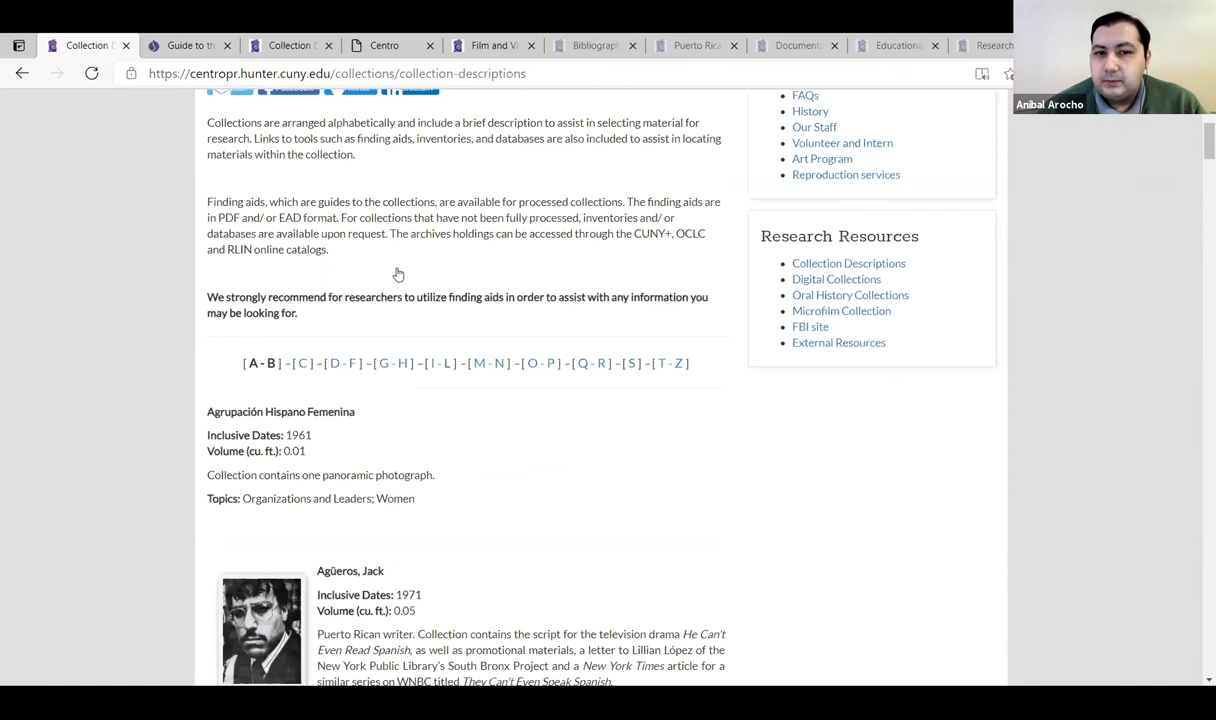 Collection D
Guide to th
Collection D
Centro
Film and Vi
Bibliograph
Puerto Rica
Documenta
Educationa
Research
https://centropr.hunter.cuny.edu/collections/collection-descriptions
Anibal Arocho
Collections are arranged alphabetically and include a brief description to assist in selecting material for
research. Links to tools such as finding aids, inventories, and databases are also included to assist in locating
materials within the collection.
Finding aids, which are guides to the collections, are available for processed collections. The finding aids are
in PDF and/ or EAD format. For collections that have not been fully processed, inventories and/ or
databases are available upon request. The archives holdings can be accessed through the CUNY+, OCLC
and RLIN online catalogs.
We strongly recommend for researchers to utilize finding aids in order to assist with any information you
may be looking for.
[ A - B ] – [ C ] – [ D - F ] – [ G - H ] – [ I - L ] – [ M - N ] – [ O - P ] – [ Q - R ] – [ S ] – [ T - Z ]
Agrupación Hispano Femenina
Inclusive Dates: 1961
Volume (cu. ft.): 0.01
Collection contains one panoramic photograph.
Topics: Organizations and Leaders; Women
Agüeros, Jack
Inclusive Dates: 1971
Volume (cu. ft.): 0.05
Puerto Rican writer. Collection contains the script for the television drama He Can't
Even Read Spanish, as well as promotional materials, a letter to Lillian López of the
New York Public Library's South Bronx Project and a New York Times article for a
similar series on WNBC titled They Can't Even Speak Spanish.
FAQs
History
Our Staff
Volunteer and Intern
Art Program
Reproduction services
Research Resources
Collection Descriptions
Digital Collections
Oral History Collections
Microfilm Collection
FBI site
External Resources